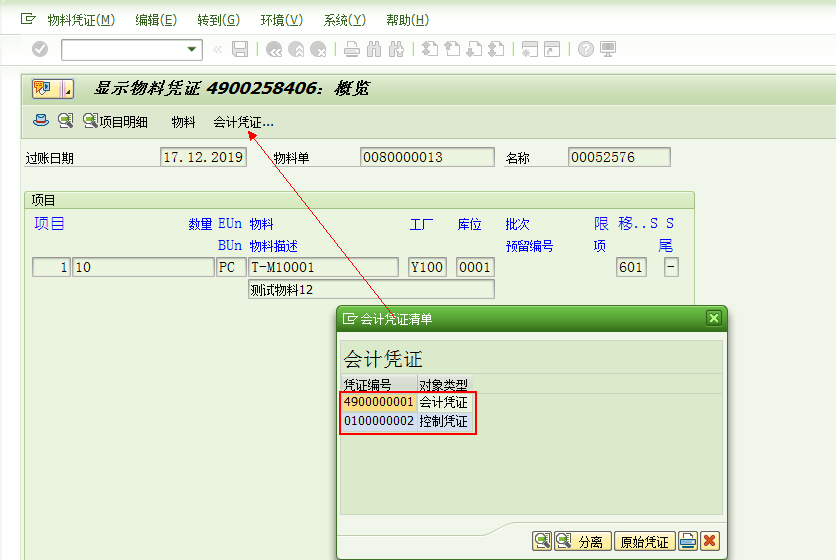 物料凭证(M) 编辑(E) 转到(G) 环境(V) 系统(Y) 帮助(H)
显示物料凭证 4900258406: 概览
项目明细 物料 会计凭证...
过账日期 17.12.2019 物料单 0080000013 名称 00052576
项目
项目 数量 EUn 物料 工厂 库位 批次 限 移..S S
BUn 物料描述 预留编号 项 尾
1 10 PC T-M10001 Y100 0001 601 -
测试物料12
会计凭证清单
会计凭证
凭证编号 对象类型
4900000001 会计凭证
0100000002 控制凭证
分离 原始凭证